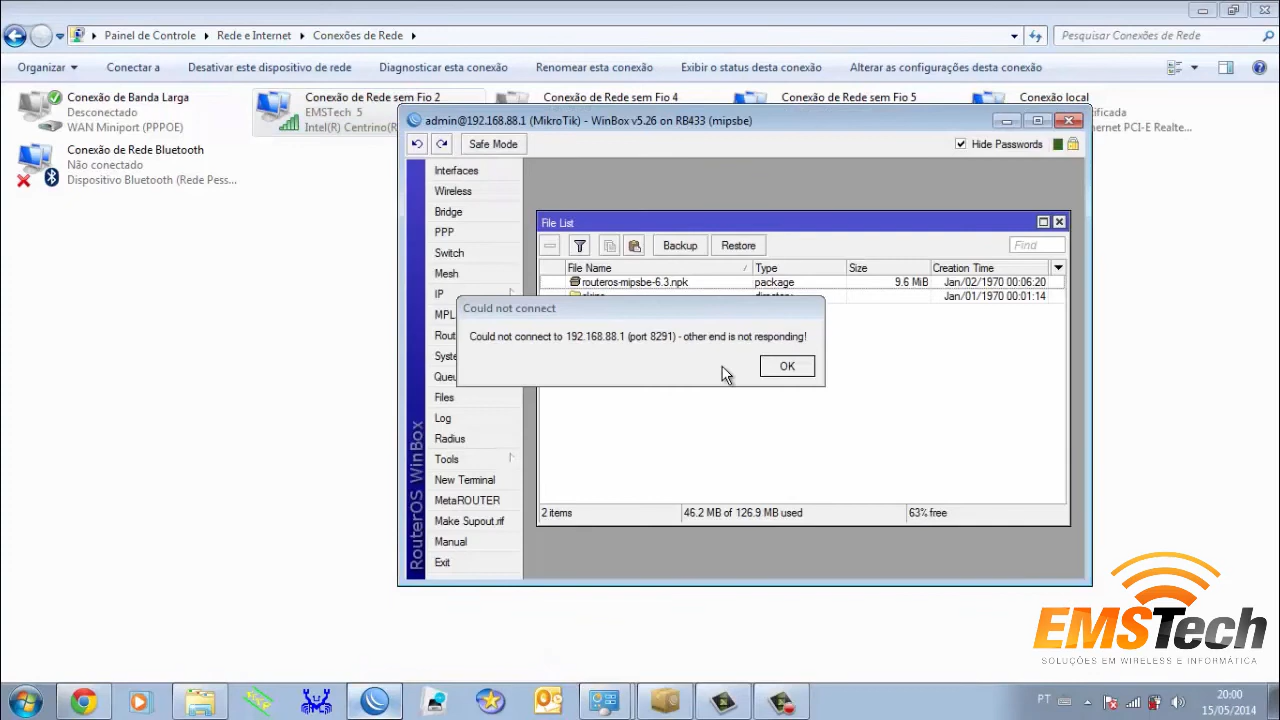 Painel de Controle
Rede e Internet
Conexões de Rede
Pesquisar Conexões de Rede
Organizar
Conectar a
Desativar este dispositivo de rede
Diagnosticar esta conexão
Renomear esta conexão
Exibir o status desta conexão
Alterar as configurações desta conexão
Conexão de Banda Larga
Desconectado
WAN Miniport (PPPOE)
Conexão de Rede sem Fio 2
EMSTech 5
Intel(R) Centrino(
Conexão de Rede sem Fio 4
Conexão de Rede sem Fio 5
Conexão local
ificada
ernet PCI-E Realte...
Conexão de Rede Bluetooth
Não conectado
Dispositivo Bluetooth (Rede Pess...
admin@192.168.88.1 (MikroTik) - WinBox v5.26 on RB433 (mipsbe)
Safe Mode
Hide Passwords
Interfaces
Wireless
Bridge
PPP
Switch
Mesh
IP
MPL
Rout
Syste
Queu
Files
Log
Radius
Tools
New Terminal
MetaROUTER
Make Supout.rif
Manual
Exit
RouterOS WinBox
File List
Backup
Restore
Find
File Name
Type
Size
Creation Time
routeros-mipsbe-6.3.npk
package
9.6 MiB
Jan/02/1970 00:06:20
Jan/01/1970 00:01:14
Could not connect
Could not connect to 192.168.88.1 (port 8291) - other end is not responding!
OK
2 items
46.2 MB of 126.9 MB used
63% free
EMSTech
SOLUÇÕES EM WIRELESS E INFORMÁTICA
PT
20:00
15/05/2014